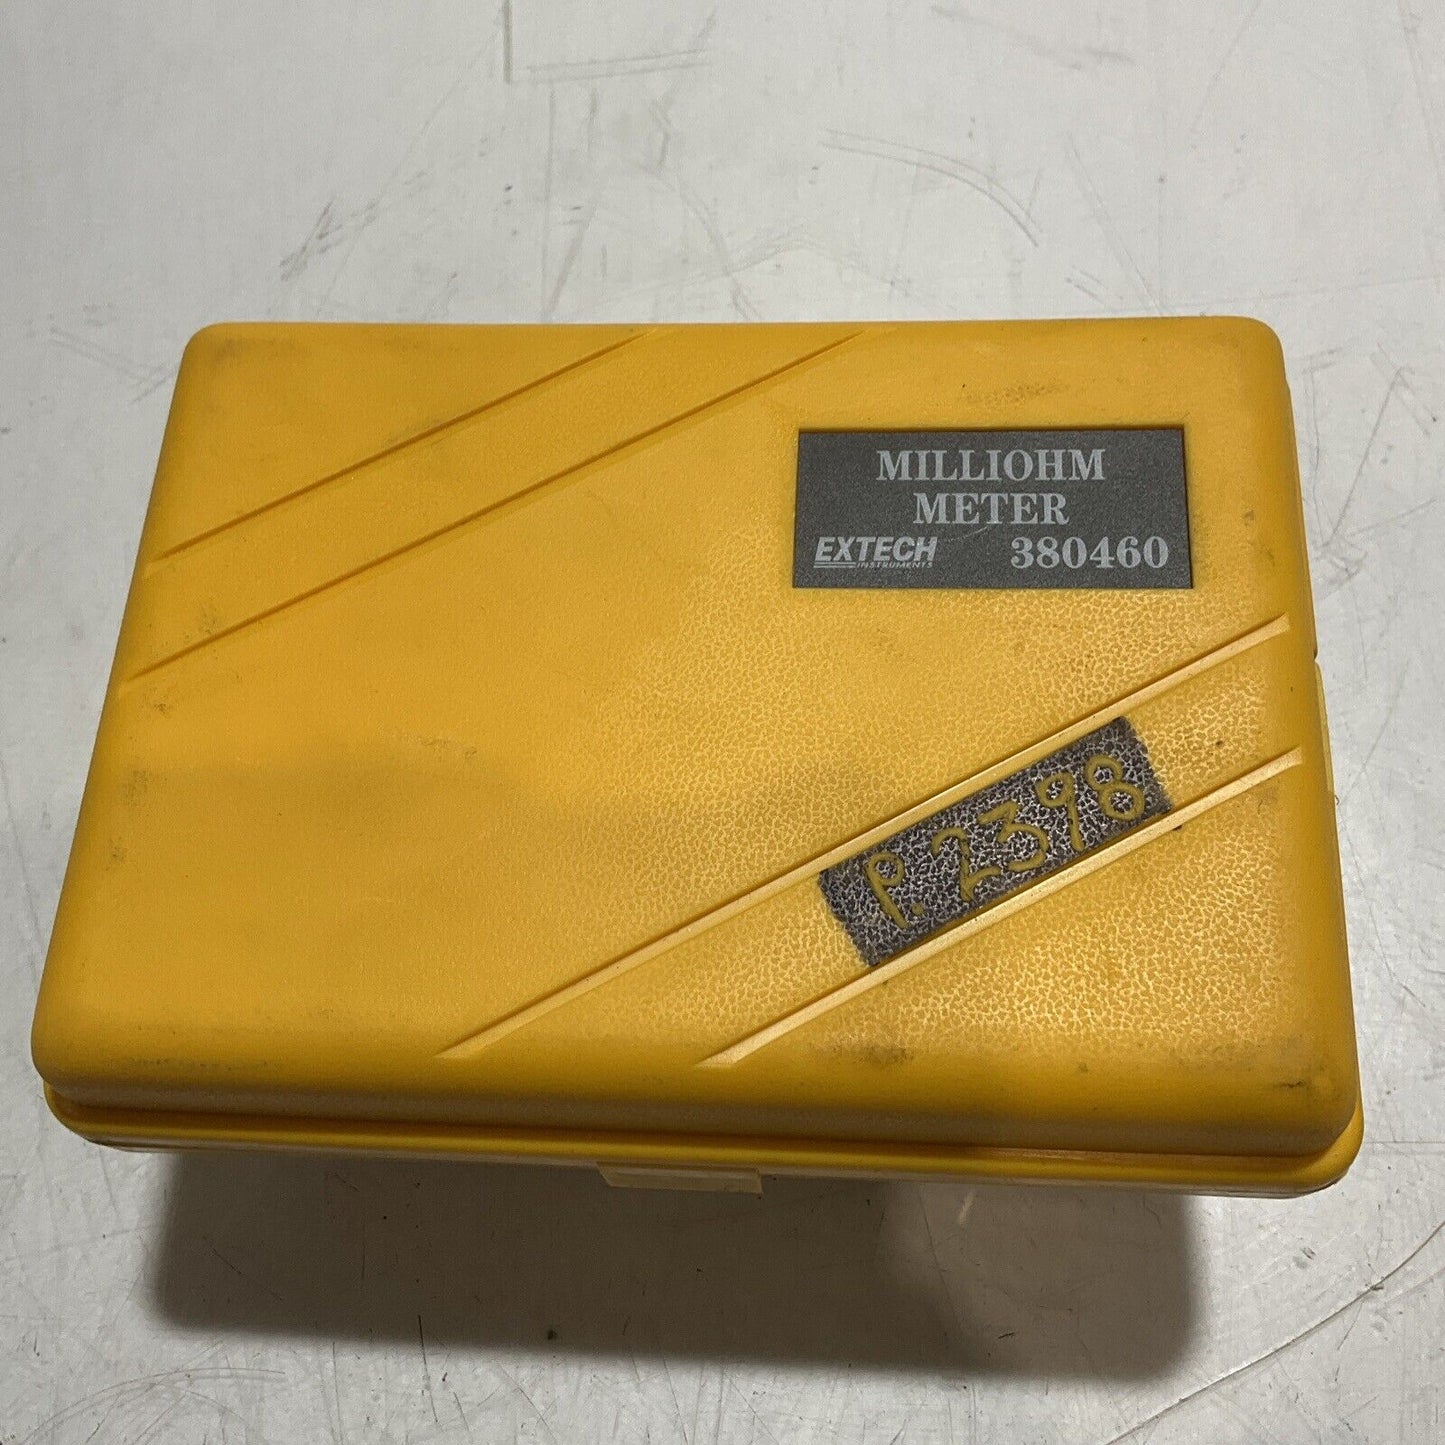 MILLIOHM
METER
EXTECH 380460
INSTRUMENTS
P. 2398